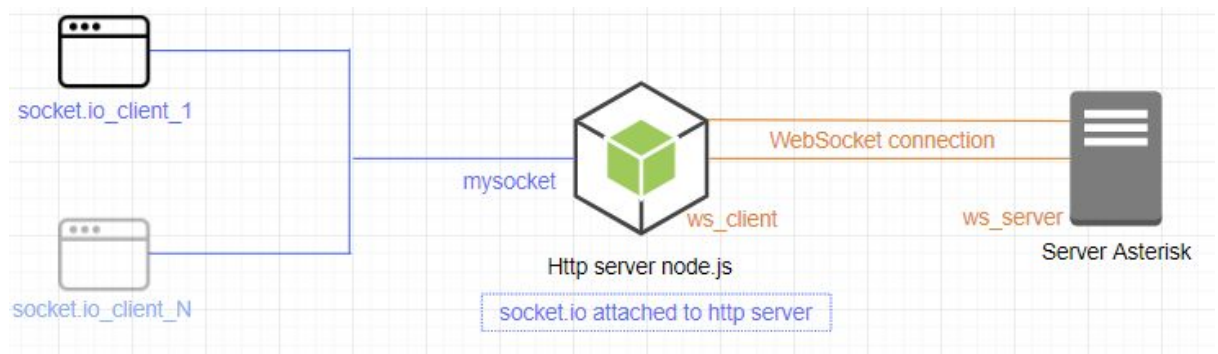 socket.io_client_1
WebSocket connection
mysocket
ws_client
ws_server
Server Asterisk
Http server node.js
socket.io_client_N
socket.io attached to http server